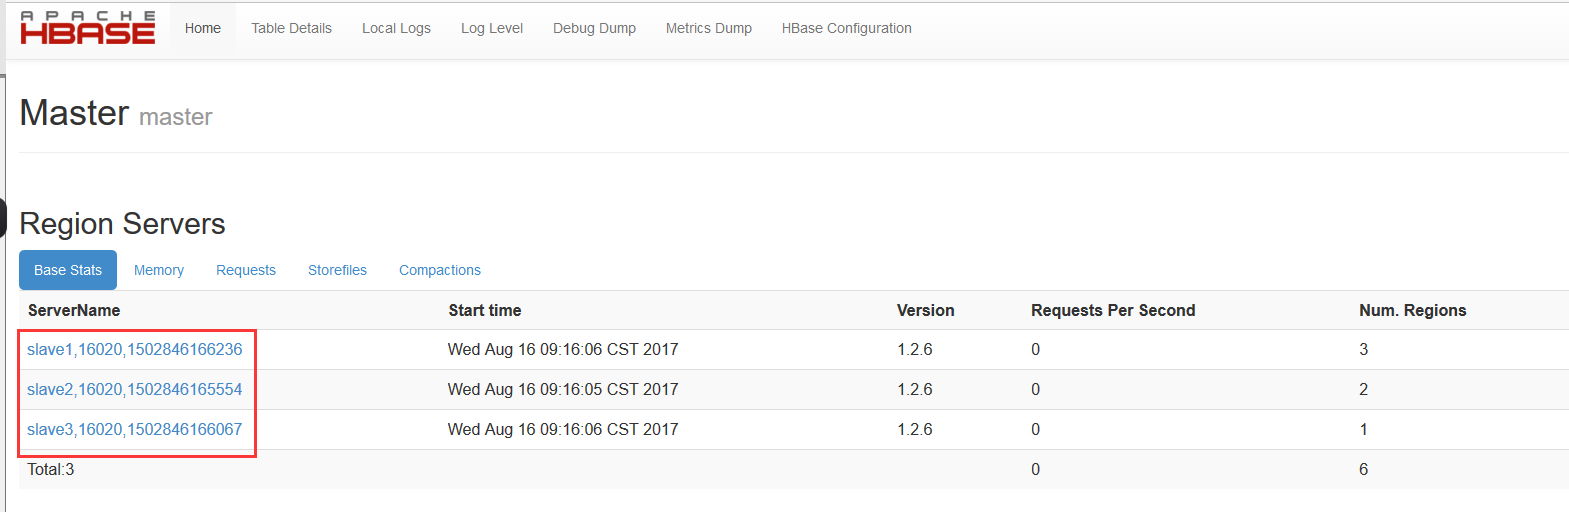 APACHE
HBASE Home Table Details Local Logs Log Level Debug Dump Metrics Dump HBase Configuration
Master master
Region Servers
Base Stats Memory Requests Storefiles Compactions
ServerName Start time Version Requests Per Second Num. Regions
slave1,16020,1502846166236 Wed Aug 16 09:16:06 CST 2017 1.2.6 0 3
slave2,16020,1502846165554 Wed Aug 16 09:16:05 CST 2017 1.2.6 0 2
slave3,16020,1502846166067 Wed Aug 16 09:16:06 CST 2017 1.2.6 0 1
Total:3 0 6